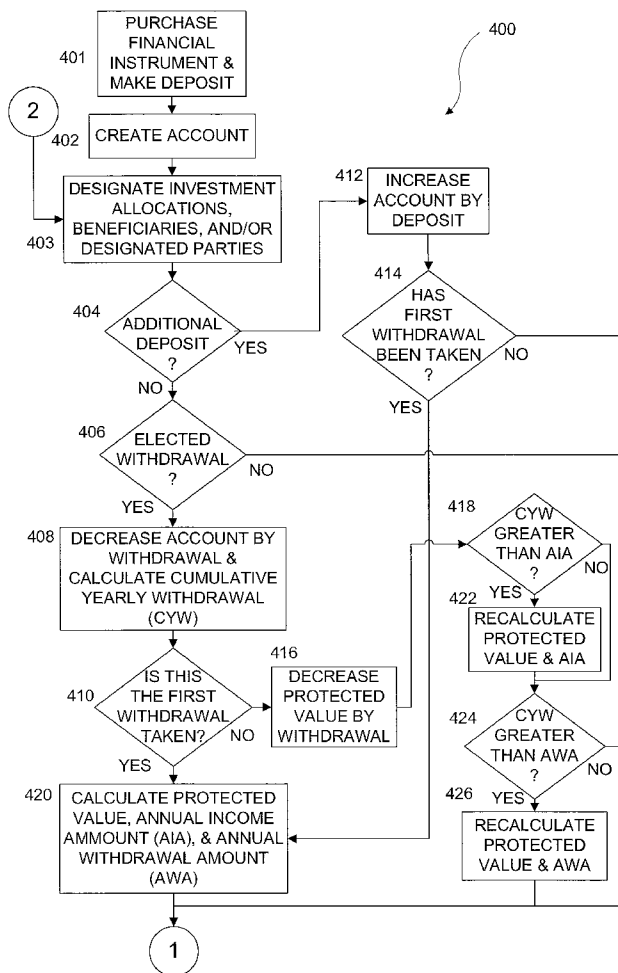 400
401
PURCHASE
FINANCIAL
INSTRUMENT &
MAKE DEPOSIT
2
402
CREATE ACCOUNT
403
DESIGNATE INVESTMENT
ALLOCATIONS,
BENEFICIARIES, AND/OR
DESIGNATED PARTIES
412
INCREASE
ACCOUNT BY
DEPOSIT
404
ADDITIONAL
DEPOSIT
?
YES
NO
414
HAS
FIRST
WITHDRAWAL
BEEN TAKEN
?
NO
YES
406
ELECTED
WITHDRAWAL
?
NO
YES
408
DECREASE ACCOUNT BY
WITHDRAWAL &
CALCULATE CUMULATIVE
YEARLY WITHDRAWAL (CYW)
418
CYW
GREATER
THAN AIA
?
NO
YES
422
RECALCULATE
PROTECTED
VALUE & AIA
410
IS THIS
THE FIRST
WITHDRAWAL
TAKEN?
NO
YES
416
DECREASE
PROTECTED
VALUE BY
WITHDRAWAL
424
CYW
GREATER
THAN AWA
?
NO
YES
420
CALCULATE PROTECTED
VALUE, ANNUAL INCOME
AMMOUNT (AIA), & ANNUAL
WITHDRAWAL AMOUNT
(AWA)
426
RECALCULATE
PROTECTED
VALUE & AWA
1